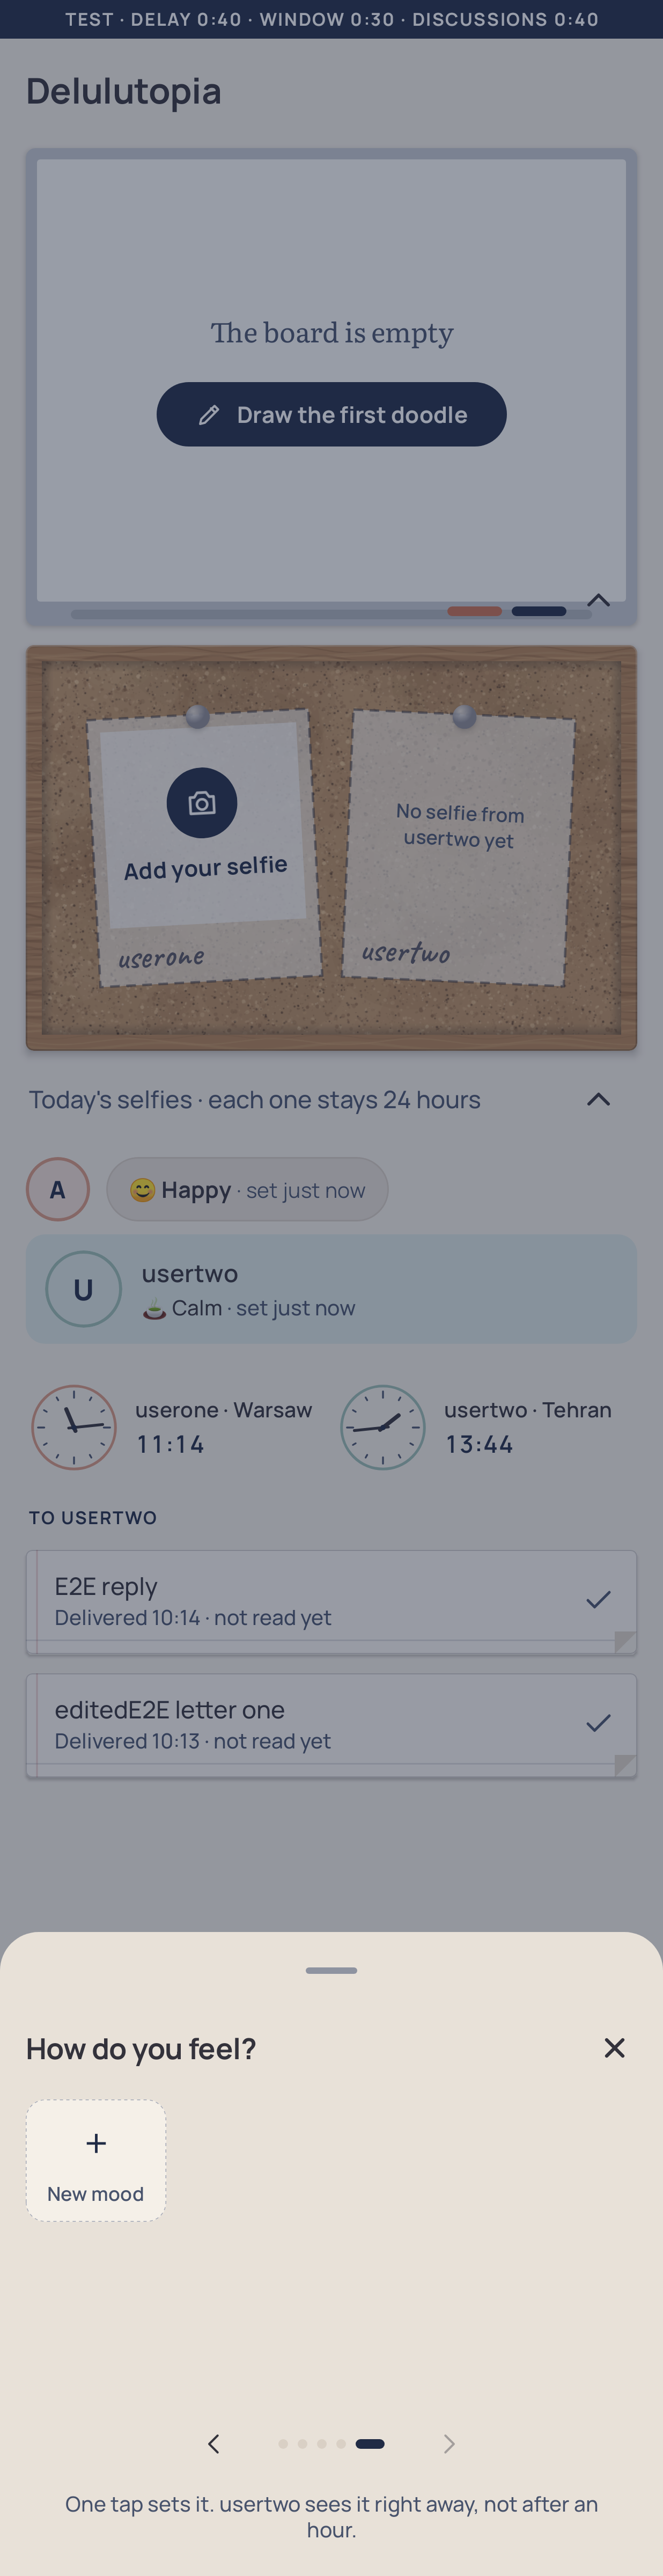 TEST · DELAY 0:40 · WINDOW 0:30 · DISCUSSIONS 0:40
Delulutopia
The board is empty
Draw the first doodle
Add your selfie
userone
No selfie from
usertwo yet
usertwo
Today's selfies · each one stays 24 hours
A
😊 Happy · set just now
U
usertwo
🍵 Calm · set just now
userone · Warsaw
11:14
usertwo · Tehran
13:44
TO USERTWO
E2E reply
Delivered 10:14 · not read yet
editedE2E letter one
Delivered 10:13 · not read yet
How do you feel?
New mood
One tap sets it. usertwo sees it right away, not after an
hour.